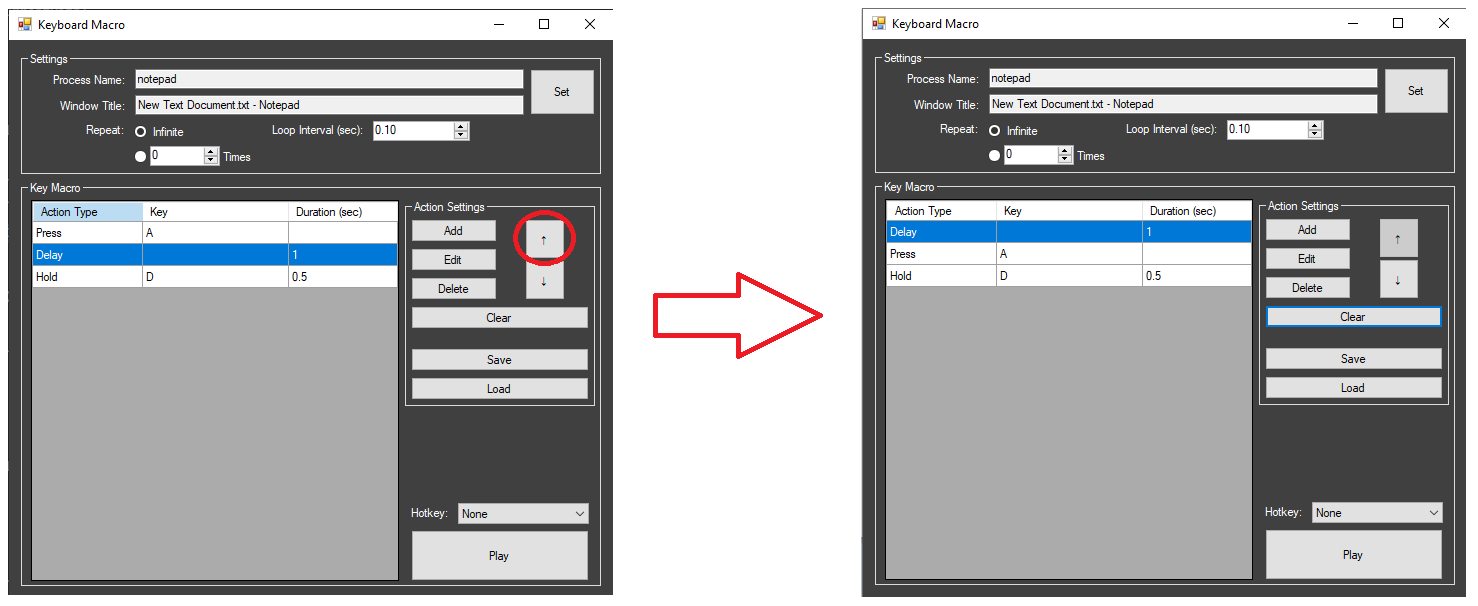 Keyboard Macro
Settings
Process Name: notepad
Set
Window Title: New Text Document.txt - Notepad
Repeat: Infinite Loop Interval (sec): 0.10
0 Times
Key Macro
Action Type Key Duration (sec)
Press A
Delay 1
Hold D 0.5
Action Settings
Add ↑
Edit
Delete ↓
Clear
Save
Load
Hotkey: None
Play
Keyboard Macro
Settings
Process Name: notepad
Set
Window Title: New Text Document.txt - Notepad
Repeat: Infinite Loop Interval (sec): 0.10
0 Times
Key Macro
Action Type Key Duration (sec)
Delay 1
Press A
Hold D 0.5
Action Settings
Add ↑
Edit
Delete ↓
Clear
Save
Load
Hotkey: None
Play